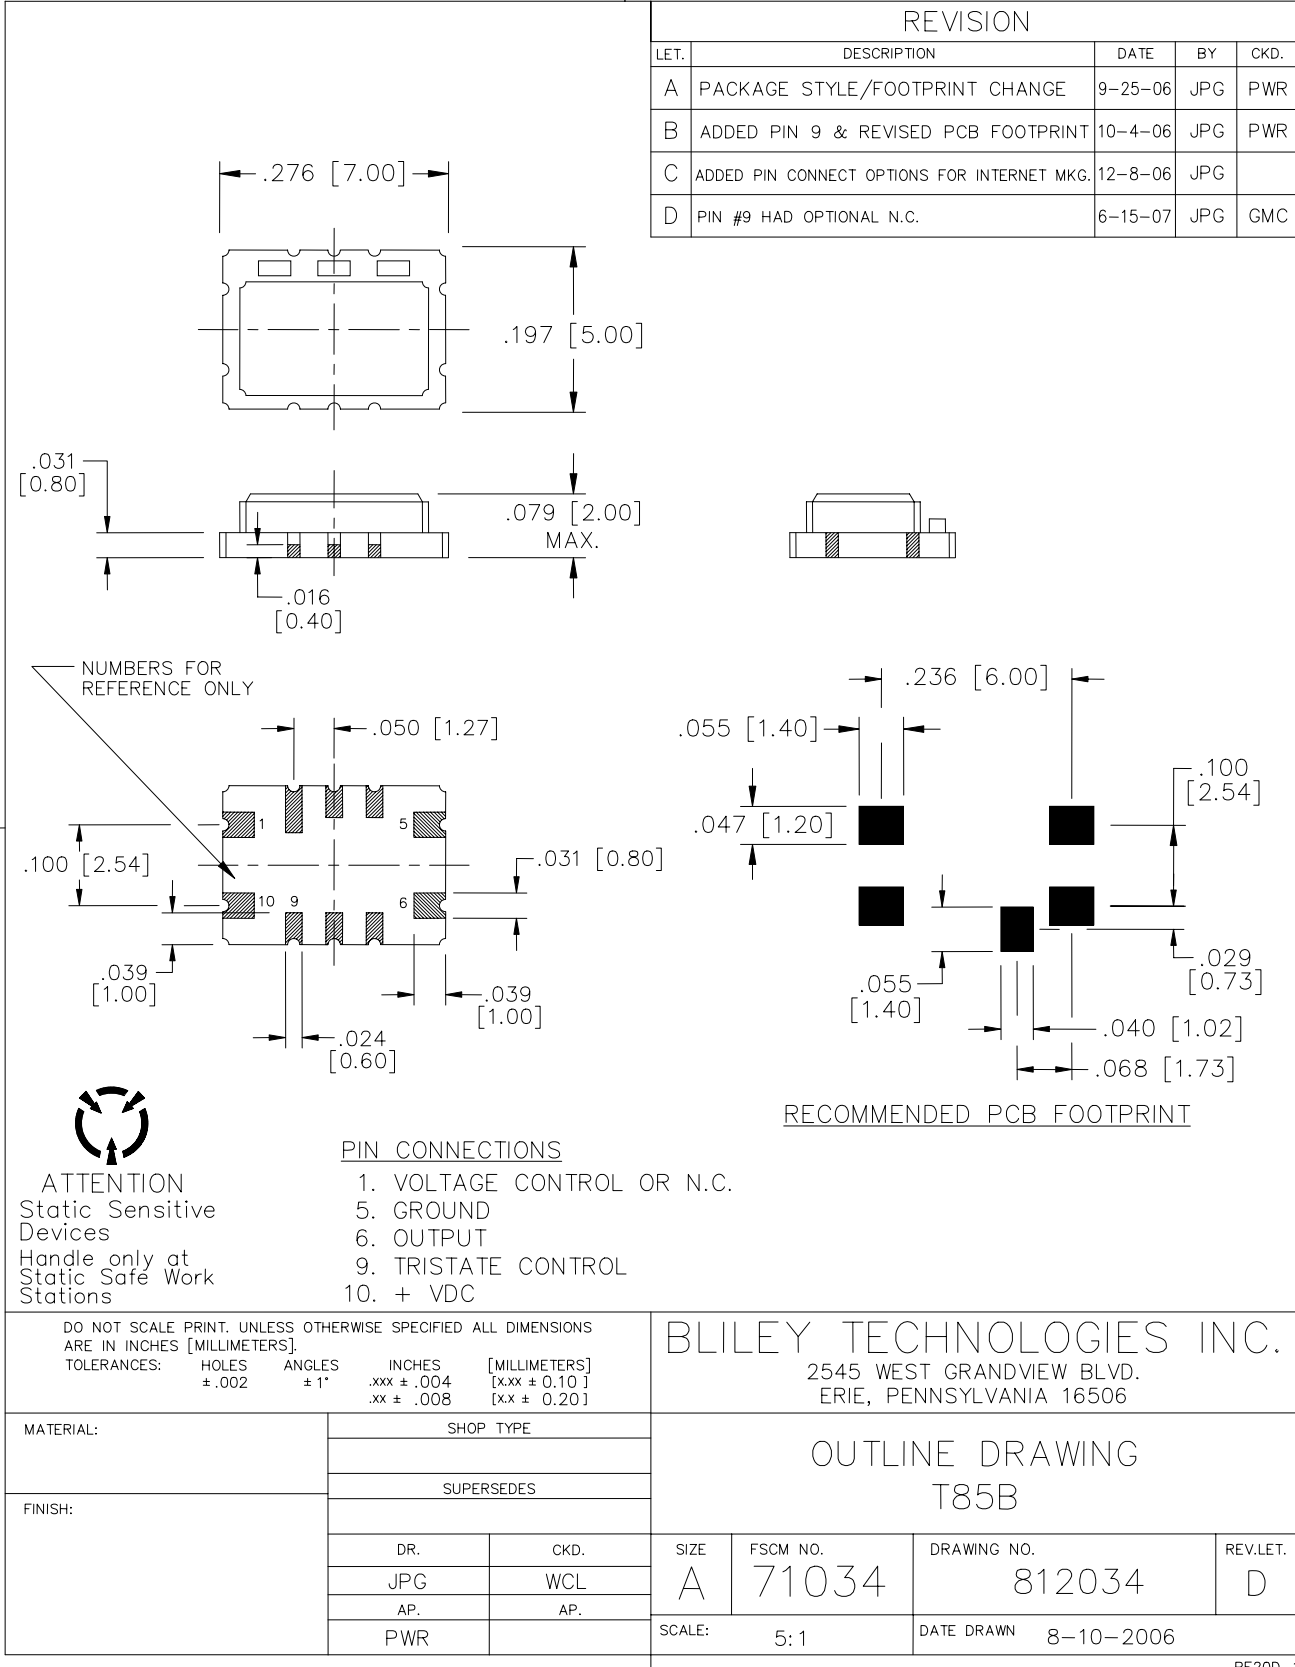 REVISION
LET. DESCRIPTION DATE BY CKD.
A PACKAGE STYLE/FOOTPRINT CHANGE 9-25-06 JPG PWR
B ADDED PIN 9 & REVISED PCB FOOTPRINT 10-4-06 JPG PWR
C ADDED PIN CONNECT OPTIONS FOR INTERNET MKG. 12-8-06 JPG
D PIN #9 HAD OPTIONAL N.C. 6-15-07 JPG GMC
.276 [7.00]
.197 [5.00]
.031
[0.80]
.079 [2.00]
MAX.
.016
[0.40]
NUMBERS FOR
REFERENCE ONLY
.050 [1.27]
1 5
.100 [2.54]
.031 [0.80]
10 9 6
.039
[1.00]
.039
[1.00]
.024
[0.60]
.236 [6.00]
.055 [1.40]
.100
[2.54]
.047 [1.20]
.055
[1.40]
.029
[0.73]
.040 [1.02]
.068 [1.73]
RECOMMENDED PCB FOOTPRINT
ATTENTION
Static Sensitive
Devices
Handle only at
Static Safe Work
Stations
PIN CONNECTIONS
1. VOLTAGE CONTROL OR N.C.
5. GROUND
6. OUTPUT
9. TRISTATE CONTROL
10. + VDC
DO NOT SCALE PRINT. UNLESS OTHERWISE SPECIFIED ALL DIMENSIONS
ARE IN INCHES [MILLIMETERS].
TOLERANCES: HOLES ANGLES INCHES [MILLIMETERS]
±.002 ±1° .xxx ± .004 [x.xx ± 0.10]
.xx ± .008 [x.x ± 0.20]
BLILEY TECHNOLOGIES INC.
2545 WEST GRANDVIEW BLVD.
ERIE, PENNSYLVANIA 16506
MATERIAL:
SHOP TYPE
SUPERSEDES
FINISH:
OUTLINE DRAWING
T85B
DR. CKD.
JPG WCL
AP. AP.
PWR
SIZE FSCM NO. DRAWING NO. REV.LET.
A 71034 812034 D
SCALE: 5:1 DATE DRAWN 8-10-2006